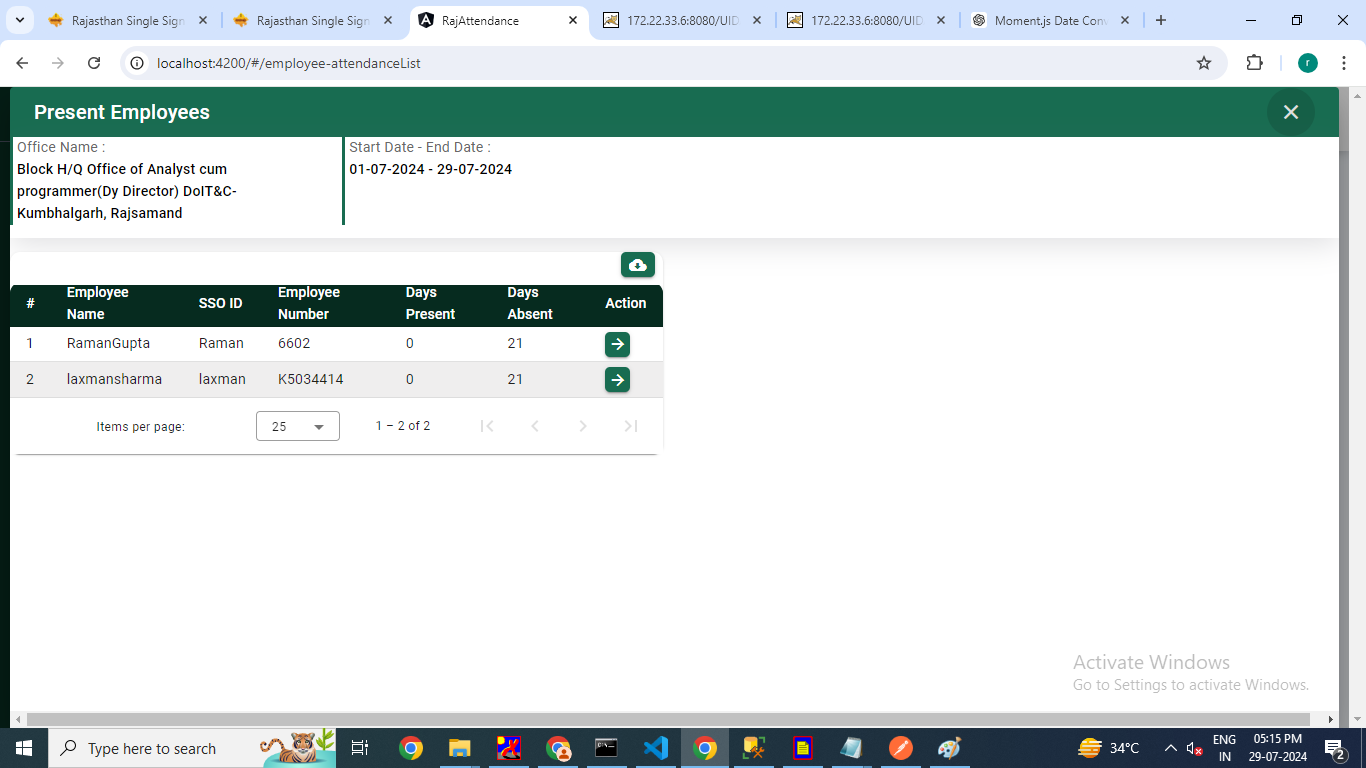 Rajasthan Single Sign
Rajasthan Single Sign
RajAttendance
172.22.33.6:8080/UID
172.22.33.6:8080/UID
Moment.js Date Conv
localhost:4200/#/employee-attendanceList
r
Present Employees
Office Name :
Block H/Q Office of Analyst cum
programmer(Dy Director) DoIT&C-
Kumbhalgarh, Rajsamand
Start Date - End Date :
01-07-2024 - 29-07-2024
# Employee Name SSO ID Employee Number Days Present Days Absent Action
1 RamanGupta Raman 6602 0 21
2 laxmansharma laxman K5034414 0 21
Items per page: 25 1 – 2 of 2
Activate Windows
Go to Settings to activate Windows.
Type here to search
34°C
ENG
IN
05:15 PM
29-07-2024
2